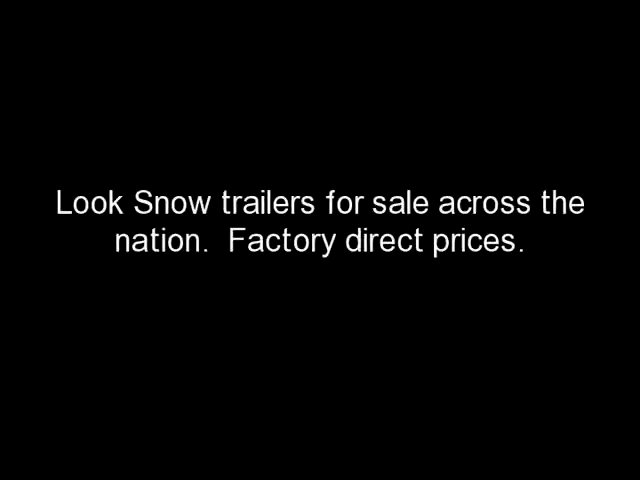 Look Snow trailers for sale across the
nation.  Factory direct prices.